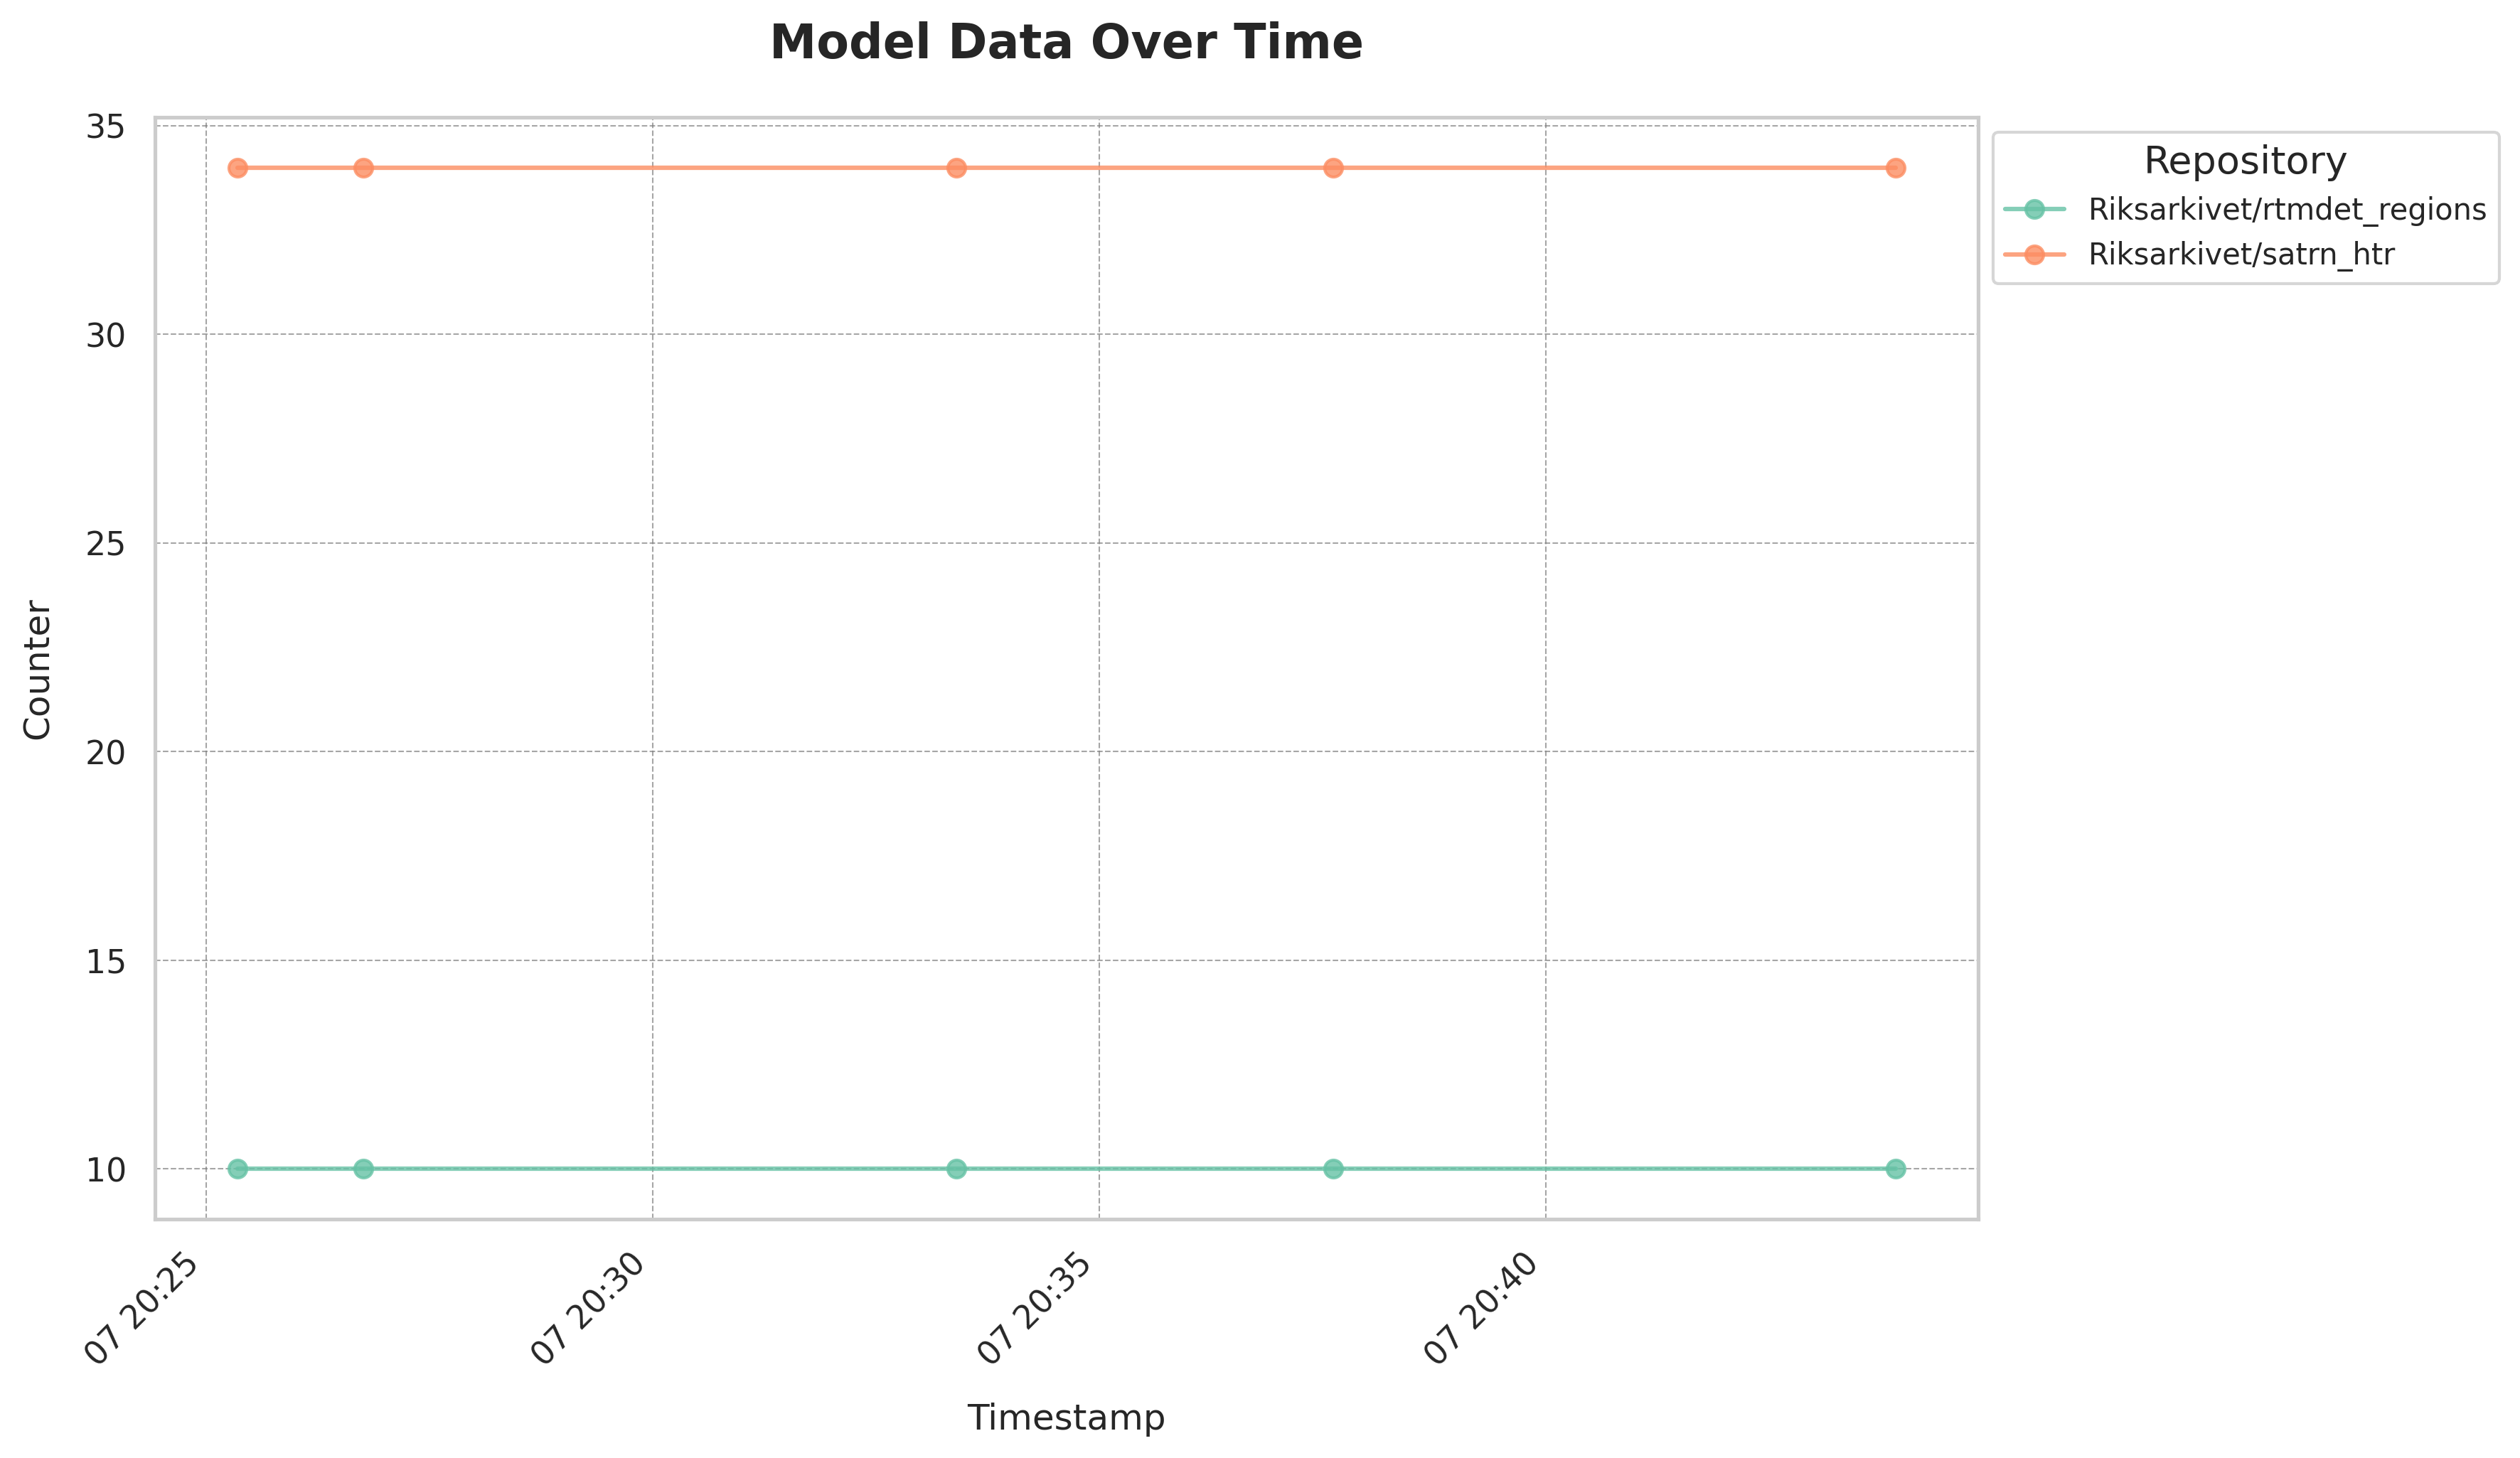 Model Data Over Time
35
30
25
20
15
10
Counter
07 20:25
07 20:30
07 20:35
07 20:40
Timestamp
Repository
Riksarkivet/rtmdet_regions
Riksarkivet/satrn_htr